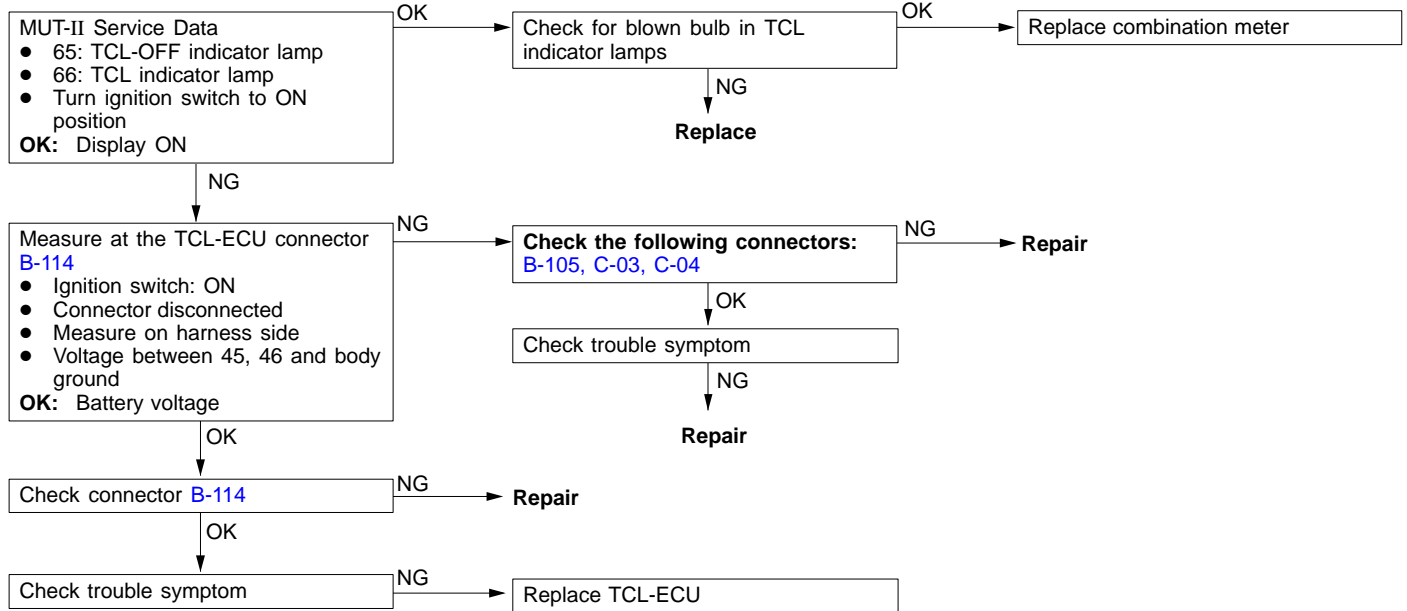 MUT-II Service Data
● 65: TCL-OFF indicator lamp
● 66: TCL indicator lamp
● Turn ignition switch to ON
position
OK: Display ON
OK
Check for blown bulb in TCL
indicator lamps
OK
Replace combination meter
NG
Replace
NG
Measure at the TCL-ECU connector
B-114
● Ignition switch: ON
● Connector disconnected
● Measure on harness side
● Voltage between 45, 46 and body
ground
OK: Battery voltage
NG
Check the following connectors:
B-105, C-03, C-04
NG
Repair
OK
Check trouble symptom
NG
Repair
OK
Check connector B-114
NG
Repair
OK
Check trouble symptom
NG
Replace TCL-ECU